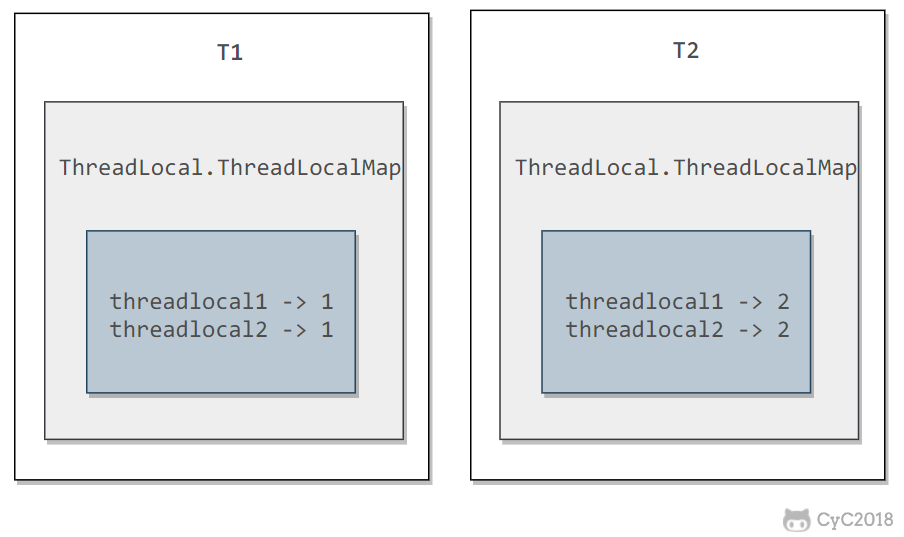 T1
ThreadLocal.ThreadLocalMap
threadlocal1 -> 1
threadlocal2 -> 1
T2
ThreadLocal.ThreadLocalMap
threadlocal1 -> 2
threadlocal2 -> 2
CyC2018